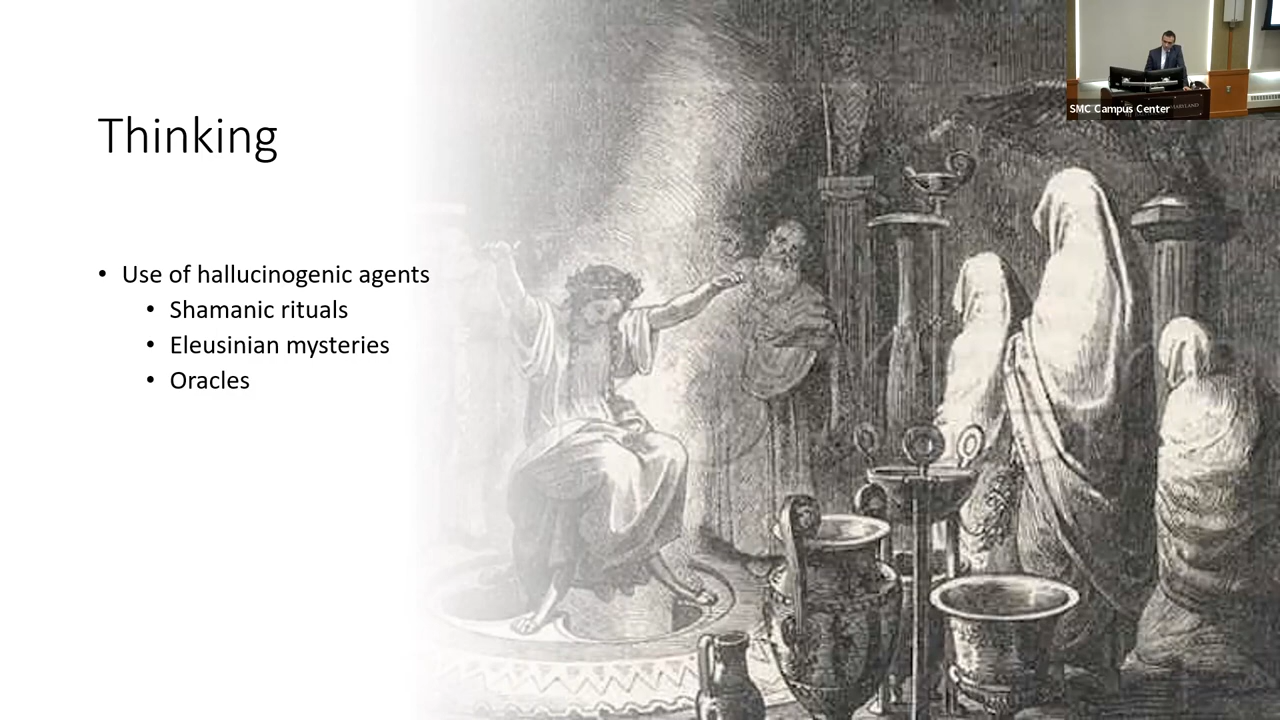 Thinking
• Use of hallucinogenic agents
• Shamanic rituals
• Eleusinian mysteries
• Oracles
SMC Campus Center